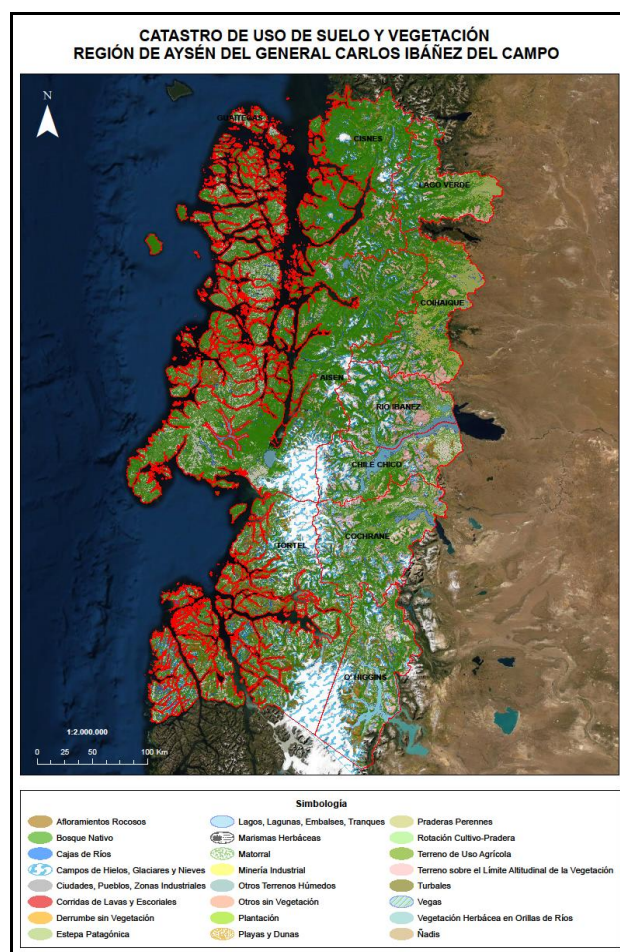 CATASTRO DE USO DE SUELO Y VEGETACIÓN
REGIÓN DE AYSÉN DEL GENERAL CARLOS IBÁÑEZ DEL CAMPO
N
GUAITECAS
CISNES
LAGO VERDE
COIHAIQUE
AISEN
RIO IBAÑEZ
CHILE CHICO
COCHRANE
TORTEL
O'HIGGINS
1:2.000.000
0 25 50 100 Km
Simbología
Afloramientos Rocosos
Bosque Nativo
Cajas de Ríos
Campos de Hielos, Glaciares y Nieves
Ciudades, Pueblos, Zonas Industriales
Corridas de Lavas y Escoriales
Derrumbe sin Vegetación
Estepa Patagónica
Lagos, Lagunas, Embalses, Tranques
Marismas Herbáceas
Matorral
Minería Industrial
Otros Terrenos Húmedos
Otros sin Vegetación
Plantación
Playas y Dunas
Praderas Perennes
Rotación Cultivo-Pradera
Terreno de Uso Agrícola
Terreno sobre el Límite Altitudinal de la Vegetación
Turbales
Vegas
Vegetación Herbácea en Orillas de Ríos
Ñadis